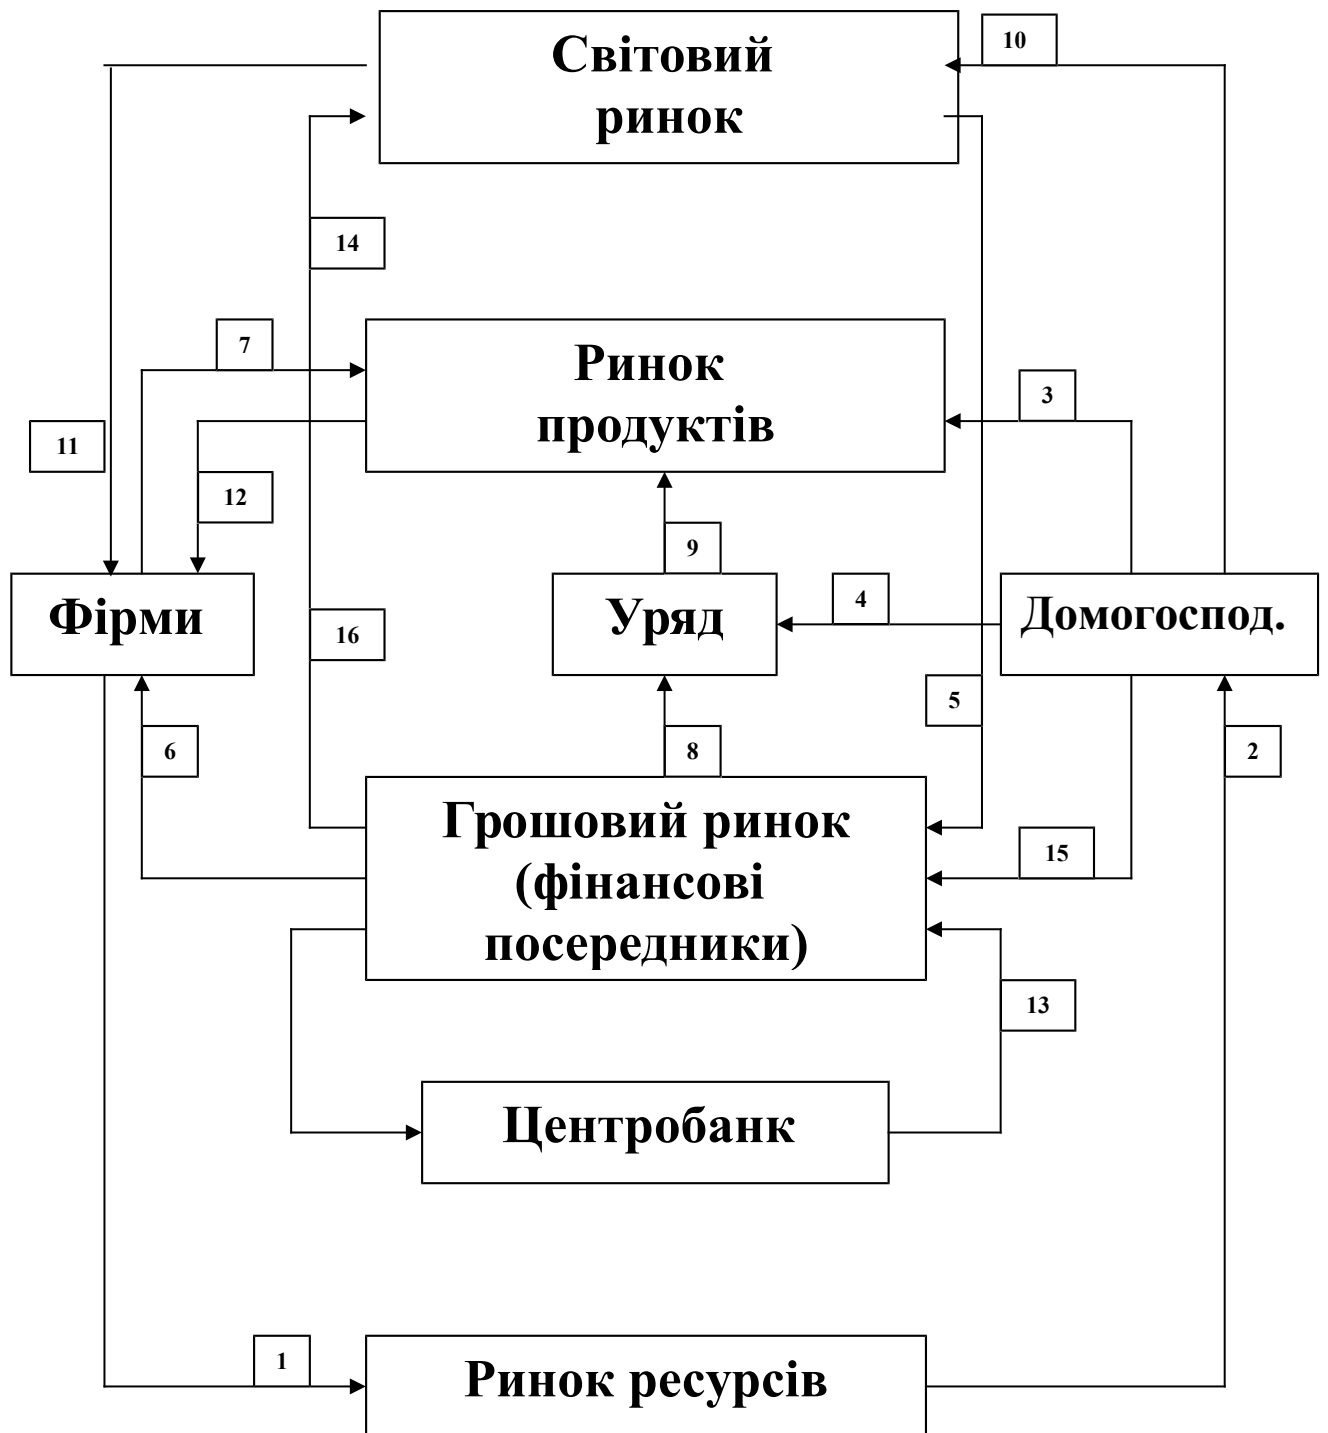 Світовий
ринок
10
14
7
Ринок
продуктів
3
11
12
9
Фірми
Уряд
4
Домогоспод.
16
5
6
8
2
Грошовий ринок
(фінансові
посередники)
15
13
Центробанк
1
Ринок ресурсів